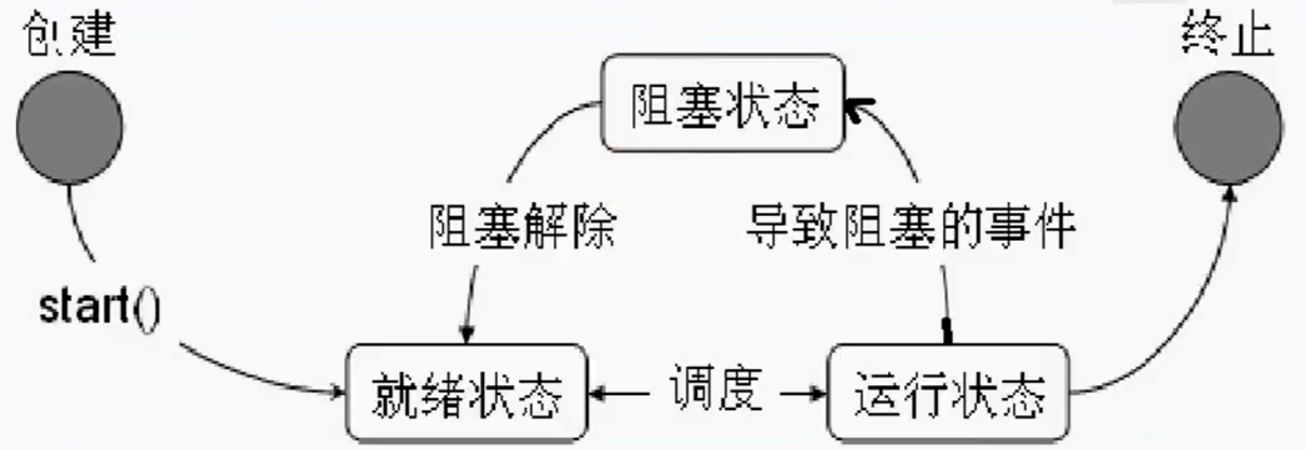 创建
终止
阻塞状态
阻塞解除
导致阻塞的事件
start()
就绪状态
调度
运行状态